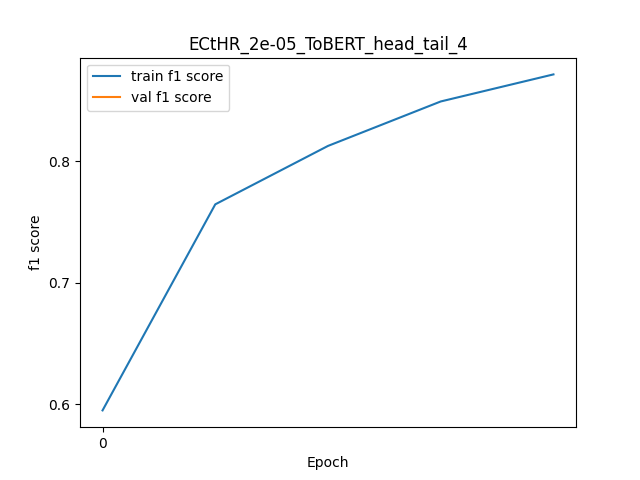 ECtHR_2e-05_ToBERT_head_tail_4
train f1 score
val f1 score
0.8
0.7
0.6
f1 score
0
Epoch